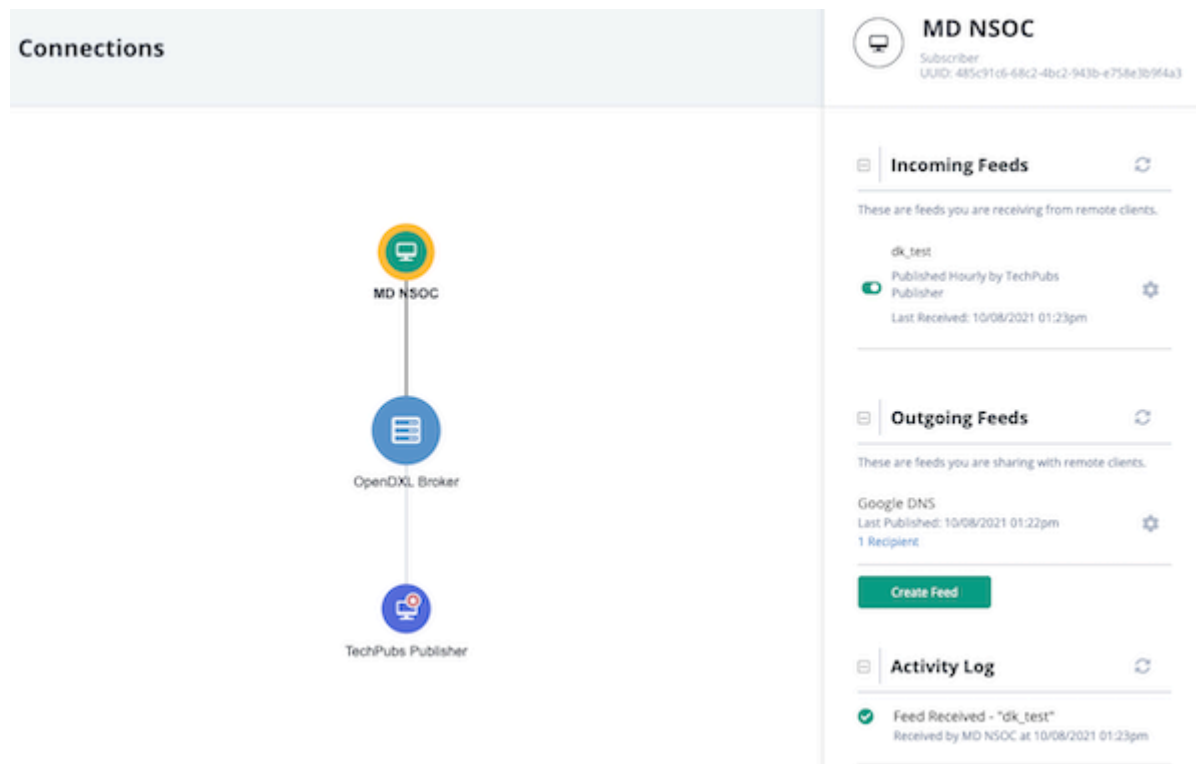 Connections
MD NSOC
OpenDXL Broker
TechPubs Publisher
MD NSOC
Subscriber
UUID: 485c91c6-68c2-4bc2-943b-e758e3b9f4a3
Incoming Feeds
These are feeds you are receiving from remote clients.
dk_test
Published Hourly by TechPubs
Publisher
Last Received: 10/08/2021 01:23pm
Outgoing Feeds
These are feeds you are sharing with remote clients.
Google DNS
Last Published: 10/08/2021 01:22pm
1 Recipient
Create Feed
Activity Log
Feed Received - "dk_test"
Received by MD NSOC at 10/08/2021 01:23pm